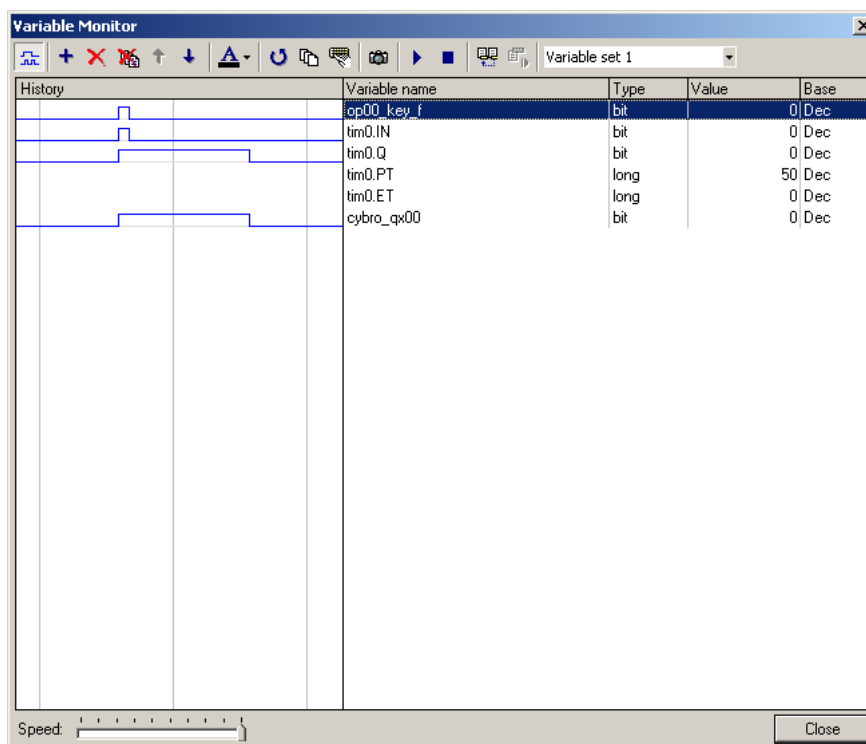 Variable Monitor
A Variable set 1
History Variable name Type Value Base
op00_key_f bit 0 Dec
tim0.IN bit 0 Dec
tim0.Q bit 0 Dec
tim0.PT long 50 Dec
tim0.ET long 0 Dec
cybro_qx00 bit 0 Dec
Speed: Close